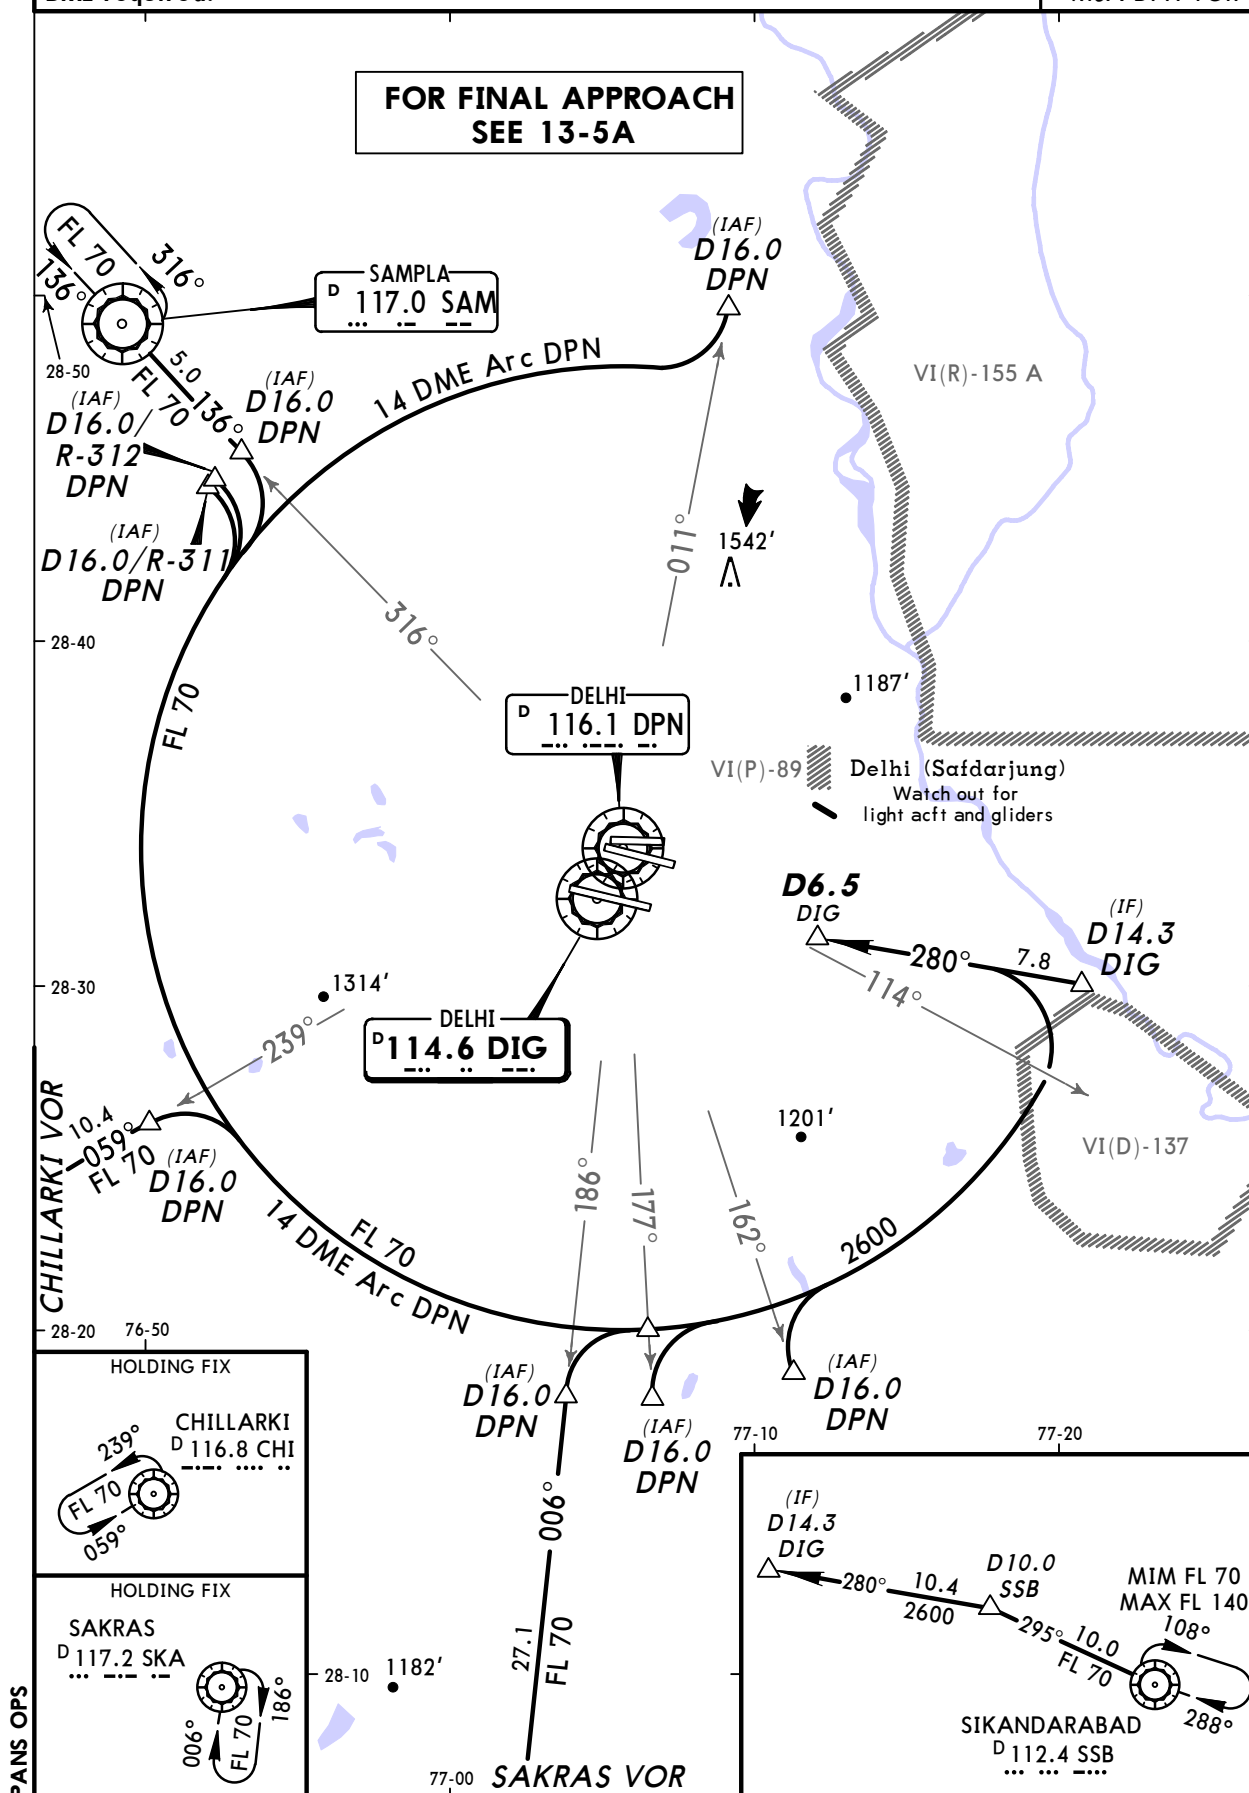 FOR FINAL APPROACH
SEE 13-5A
(IAF)
D16.0
DPN
FL 70
316°
136°
SAMPLA
D 117.0 SAM
28-50
5.0
FL 70
136°
(IAF)
D16.0
DPN
(IAF)
D16.0/
R-312
DPN
(IAF)
D16.0/R-311
DPN
14 DME Arc DPN
VI(R)-155 A
011°
1542'
316°
28-40
FL 70
DELHI
D 116.1 DPN
1187'
VI(P)-89
Delhi (Safdarjung)
Watch out for
light acft and gliders
D6.5
DIG
280°
7.8
(IF)
D14.3
DIG
114°
28-30
1314'
239°
DELHI
D 114.6 DIG
CHILLARKI VOR
10.4
059°
FL 70
(IAF)
D16.0
DPN
1201'
VI(D)-137
186°
177°
162°
FL 70
14 DME Arc DPN
2600
28-20
76-50
(IAF)
D16.0
DPN
(IAF)
D16.0
DPN
(IAF)
D16.0
DPN
77-10
77-20
HOLDING FIX
CHILLARKI
D 116.8 CHI
239°
FL 70
059°
HOLDING FIX
SAKRAS
D 117.2 SKA
006°
FL 70
186°
28-10
1182'
006°
27.1
FL 70
77-00
SAKRAS VOR
(IF)
D14.3
DIG
280°
10.4
2600
D10.0
SSB
295°
10.0
FL 70
MIM FL 70
MAX FL 140
108°
288°
SIKANDARABAD
D 112.4 SSB
PANS OPS